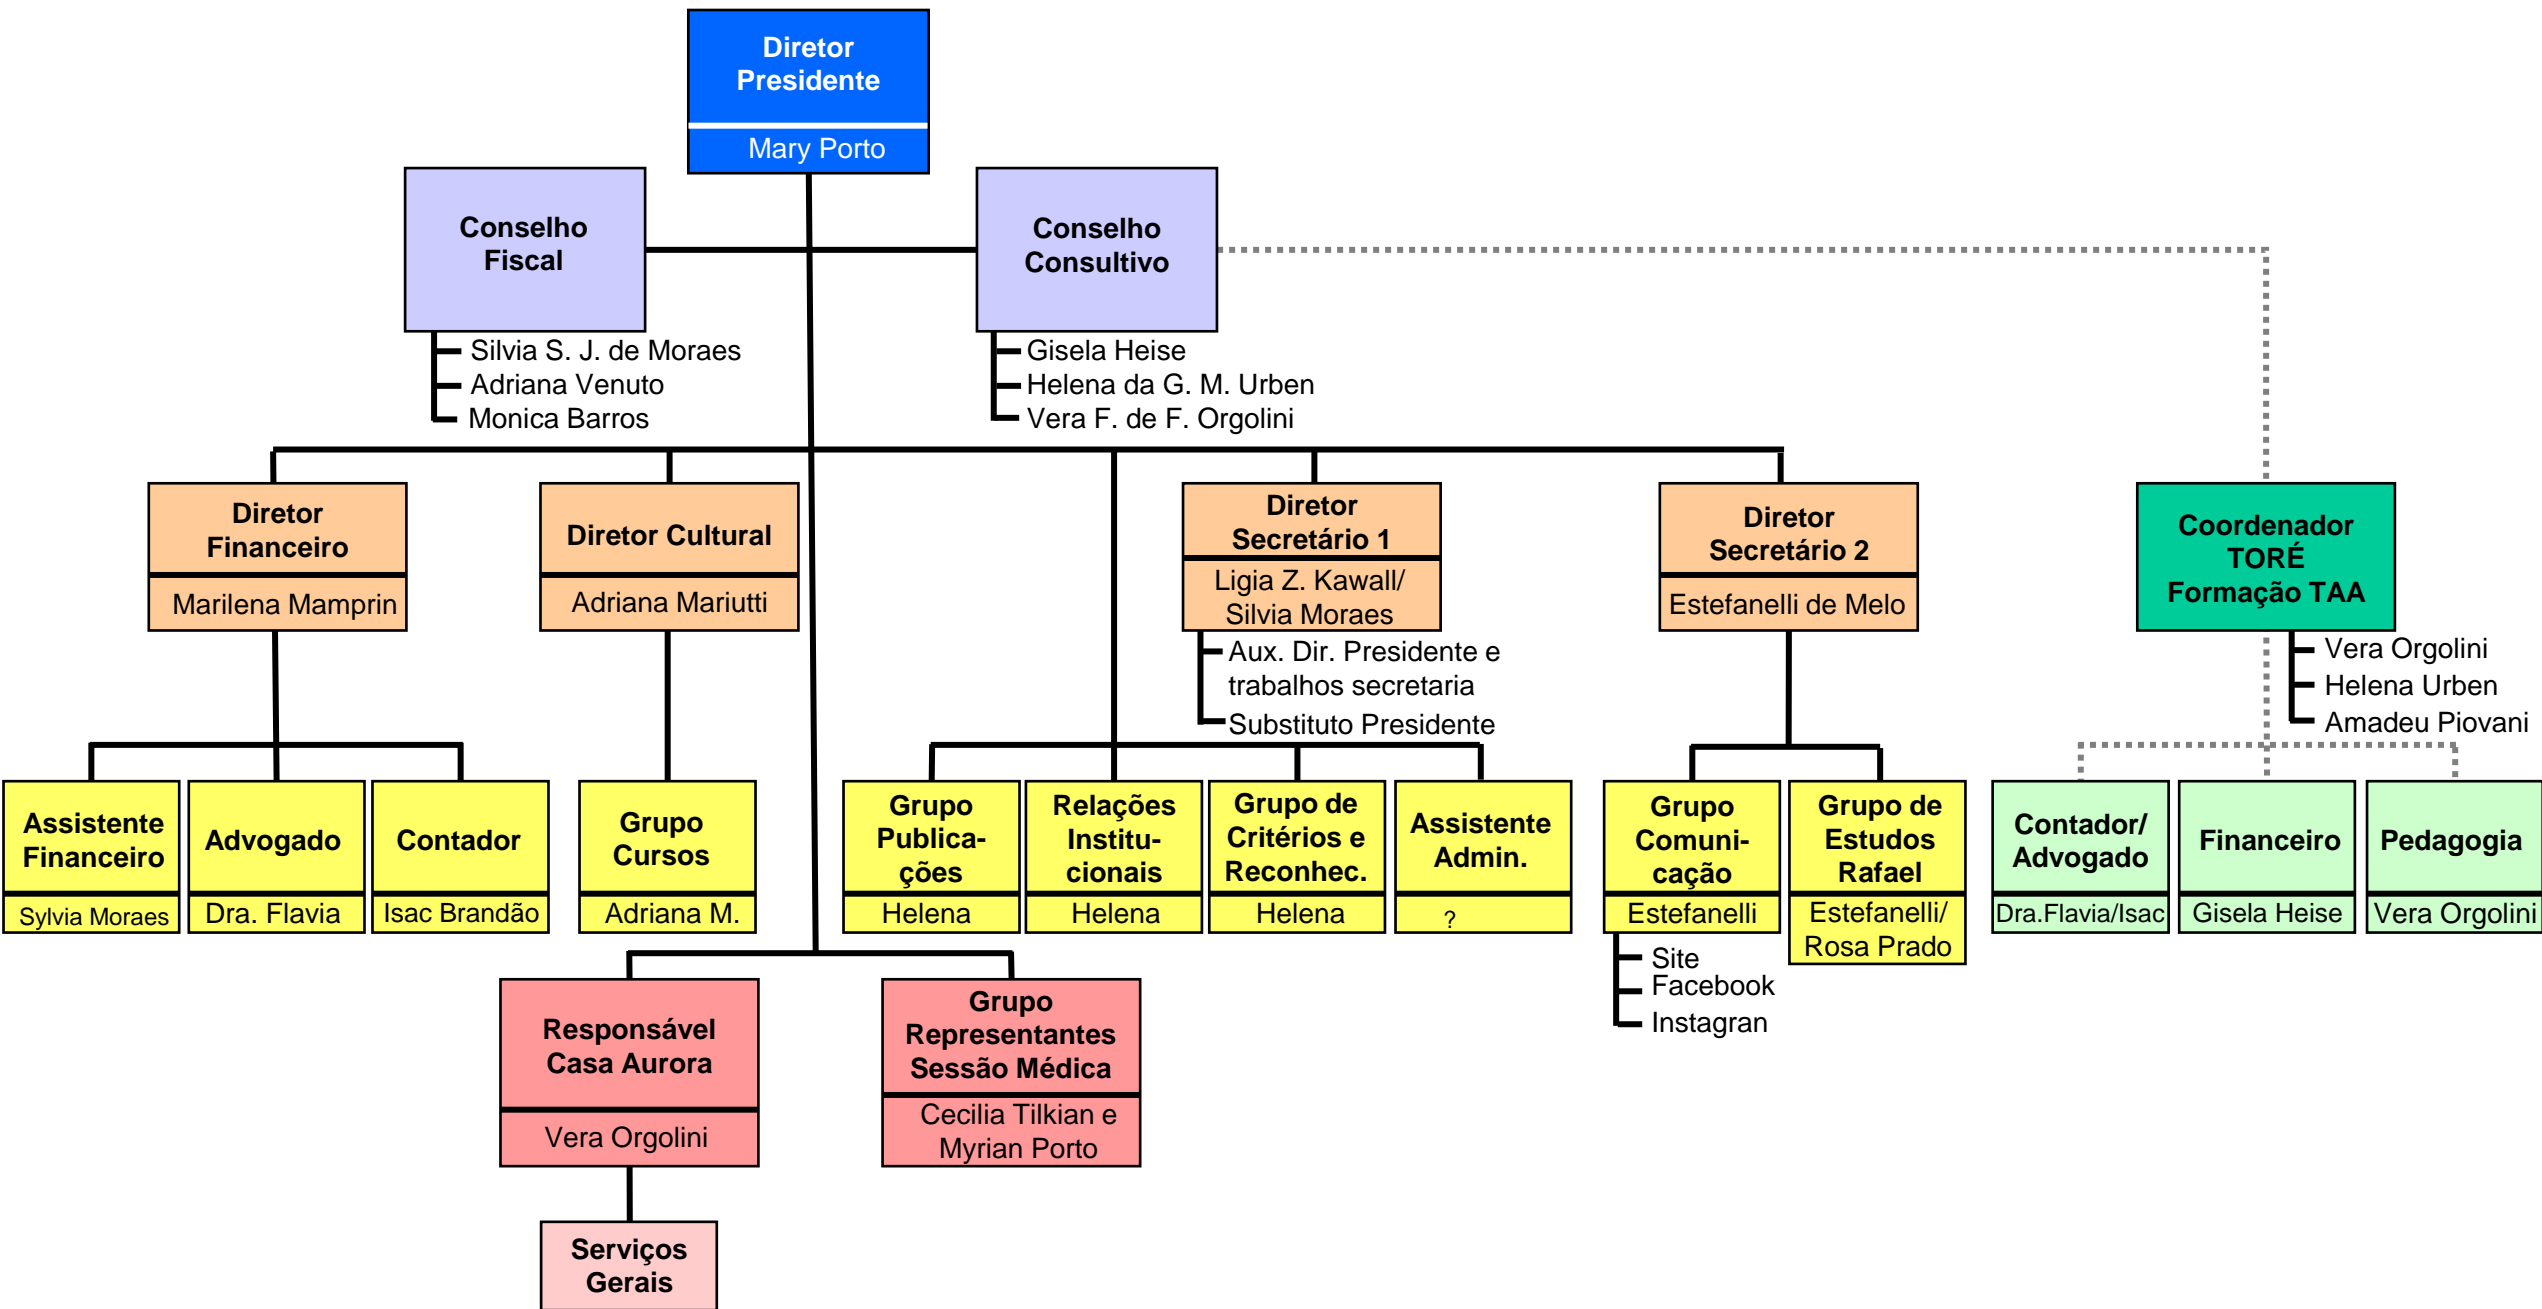 Diretor
Presidente
Mary Porto
Conselho
Fiscal
Conselho
Consultivo
Silvia S. J. de Moraes
Adriana Venuto
Monica Barros
Gisela Heise
Helena da G. M. Urben
Vera F. de F. Orgolini
Diretor
Financeiro
Marilena Mamprin
Diretor Cultural
Adriana Mariutti
Diretor
Secretário 1
Ligia Z. Kawall/
Silvia Moraes
Aux. Dir. Presidente e
trabalhos secretaria
Substituto Presidente
Diretor
Secretário 2
Estefanelli de Melo
Coordenador
TORÉ
Formação TAA
Vera Orgolini
Helena Urben
Amadeu Piovani
Assistente
Financeiro
Sylvia Moraes
Advogado
Dra. Flavia
Contador
Isac Brandão
Grupo
Cursos
Adriana M.
Grupo
Publica-
ções
Helena
Relações
Institu-
cionais
Helena
Grupo de
Critérios e
Reconhec.
Helena
Assistente
Admin.
?
Grupo
Comuni-
cação
Estefanelli
Site
Facebook
Instagran
Grupo de
Estudos
Rafael
Estefanelli/
Rosa Prado
Contador/
Advogado
Dra.Flavia/Isac
Financeiro
Gisela Heise
Pedagogia
Vera Orgolini
Responsável
Casa Aurora
Vera Orgolini
Grupo
Representantes
Sessão Médica
Cecilia Tilkian e
Myrian Porto
Serviços
Gerais